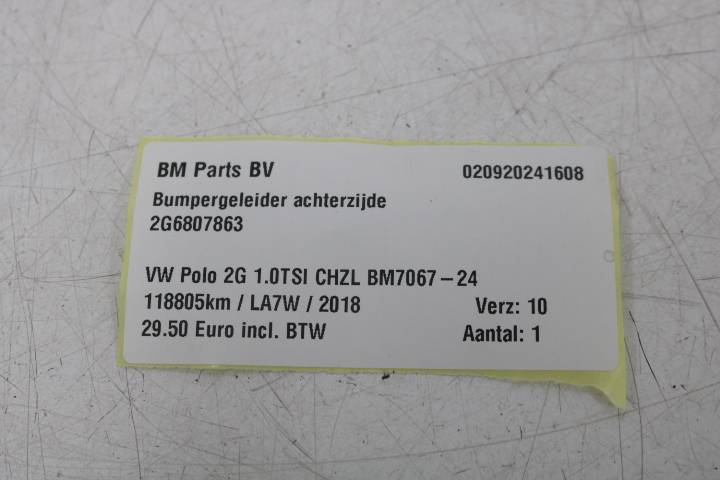 BM Parts BV 020920241608
Bumpergeleider achterzijde
2G6807863
VW Polo 2G 1.0TSI CHZL BM7067-24
118805km / LA7W / 2018 Verz: 10
29.50 Euro incl. BTW Aantal: 1